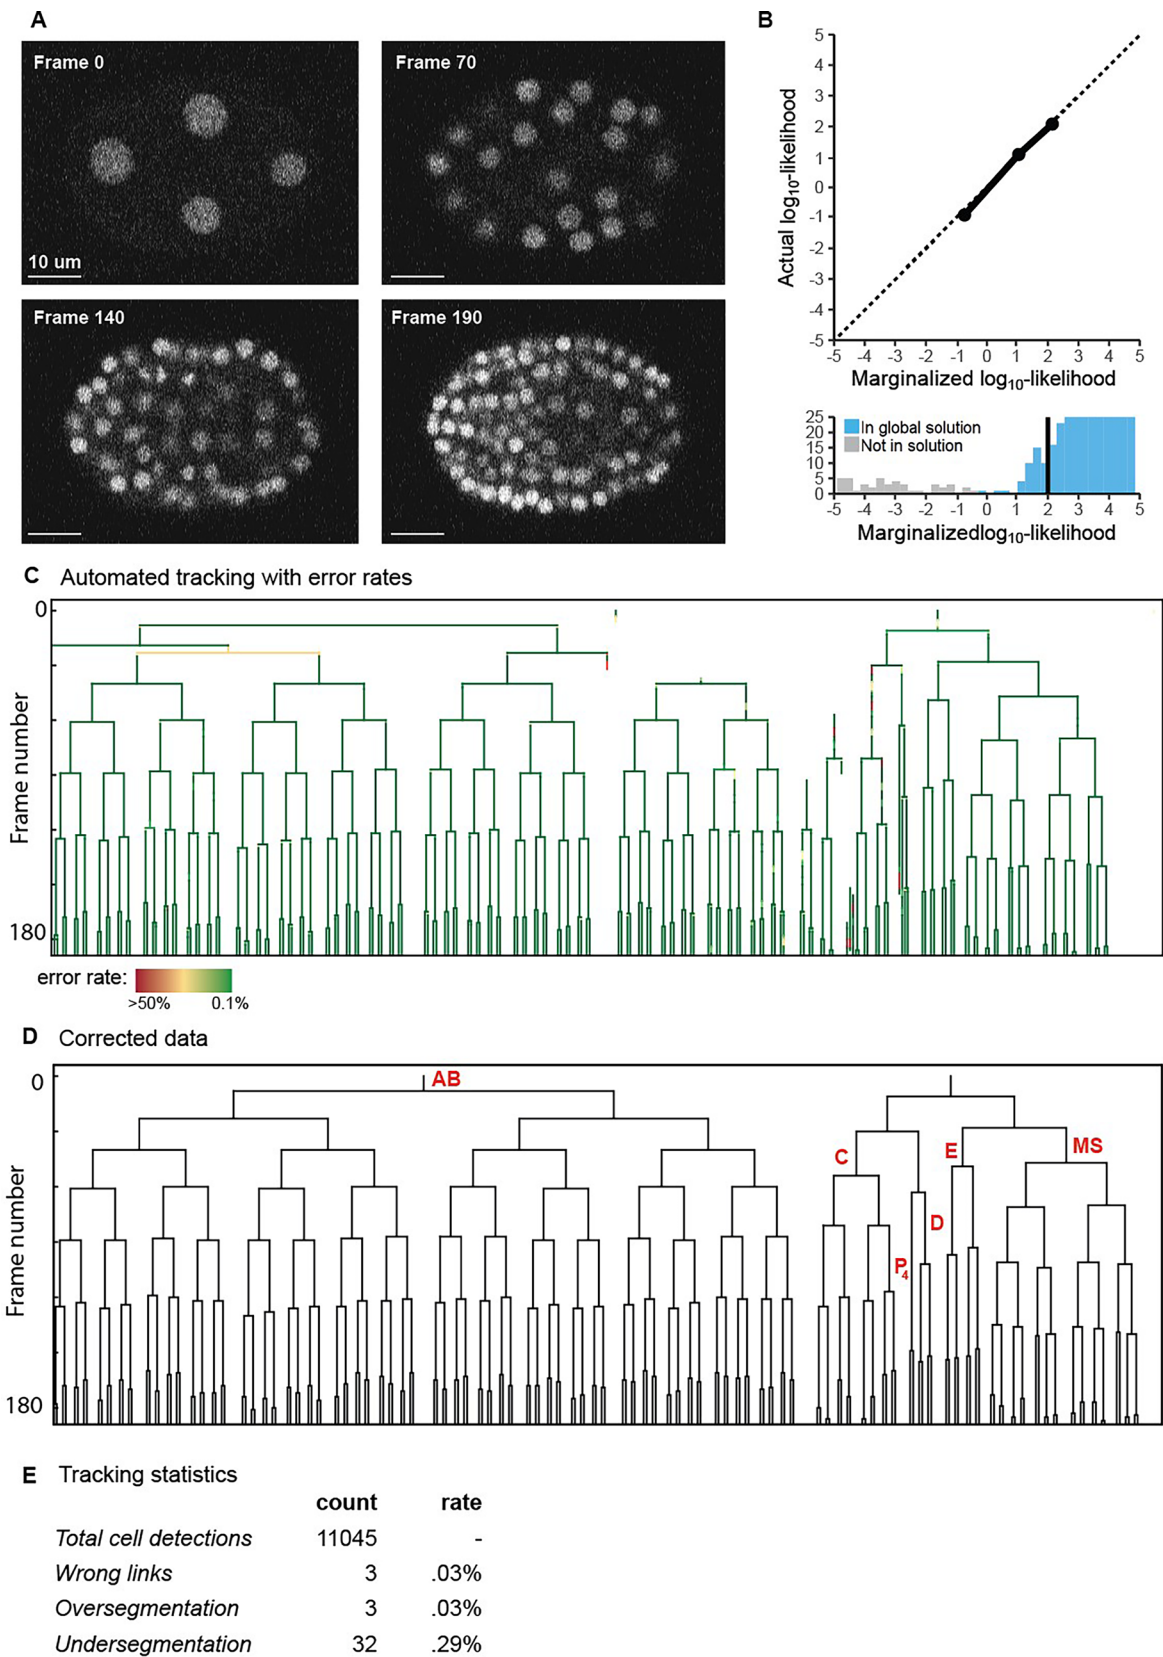 A
Frame 0
10 um
Frame 70
Frame 140
Frame 190
B
Actual log10-likelihood
5
4
3
2
1
0
-1
-2
-3
-4
-5
-5 -4 -3 -2 -1 0 1 2 3 4 5
Marginalized log10-likelihood
25
20
15
10
5
0
In global solution
Not in solution
-5 -4 -3 -2 -1 0 1 2 3 4 5
Marginalizedlog10-likelihood
C Automated tracking with error rates
0
Frame number
180
error rate:
>50% 0.1%
D Corrected data
0
Frame number
180
AB
C
E
MS
D
P4
E Tracking statistics
count rate
Total cell detections 11045 -
Wrong links 3 .03%
Oversegmentation 3 .03%
Undersegmentation 32 .29%